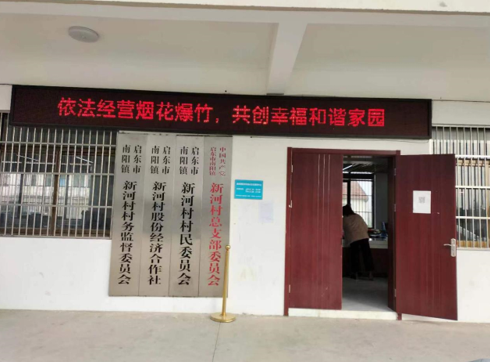 依法经营烟花爆竹，共创幸福和谐家园
启东市
南阳镇
新河村村务监督委员会
启东市
南阳镇
新河村股份经济合作社
启东市
南阳镇
新河村村民委员会
中国共产党
启东市南阳镇
新河村总支部委员会